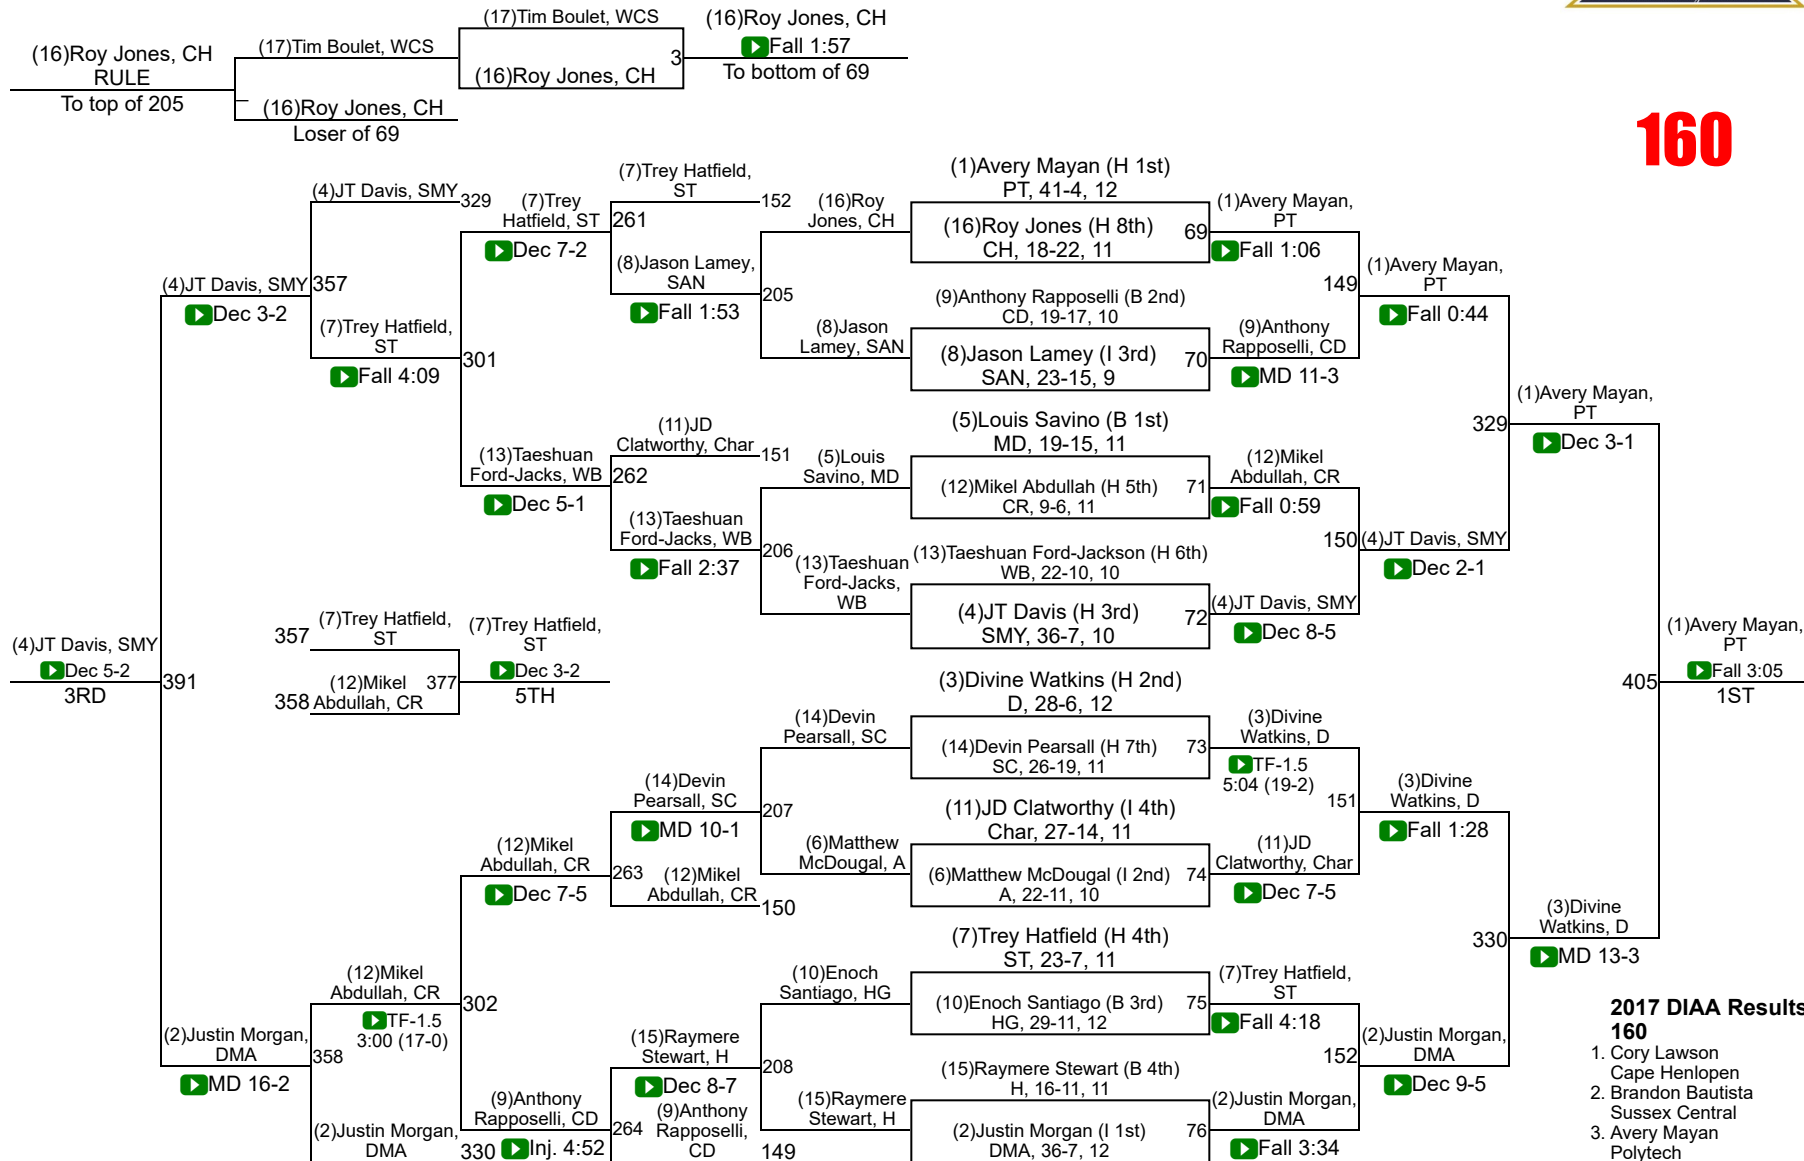 (17)Tim Boulet, WCS
(16)Roy Jones, CH
(16)Roy Jones, CH
RULE
To top of 205
(17)Tim Boulet, WCS
(16)Roy Jones, CH
Loser of 69
(16)Roy Jones, CH
3
Fall 1:57
To bottom of 69
160
(4)JT Davis, SMY
329
(7)Trey
Hatfield, ST
Dec 7-2
(7)Trey Hatfield,
ST
152
261
(8)Jason Lamey,
SAN
Fall 1:53
(16)Roy
Jones, CH
205
(8)Jason
Lamey, SAN
(1)Avery Mayan (H 1st)
PT, 41-4, 12
(16)Roy Jones (H 8th)
CH, 18-22, 11
69
(1)Avery Mayan,
PT
Fall 1:06
(9)Anthony Rapposelli (B 2nd)
CD, 19-17, 10
(8)Jason Lamey (I 3rd)
SAN, 23-15, 9
70
(9)Anthony
Rapposelli, CD
MD 11-3
149
(1)Avery Mayan,
PT
Fall 0:44
(4)JT Davis, SMY
Dec 3-2
357
(7)Trey Hatfield,
ST
Fall 4:09
301
(13)Taeshuan
Ford-Jacks, WB
Dec 5-1
(11)JD
Clatworthy, Char
151
262
(13)Taeshuan
Ford-Jacks, WB
Fall 2:37
(5)Louis
Savino, MD
206
(13)Taeshuan
Ford-Jacks,
WB
(5)Louis Savino (B 1st)
MD, 19-15, 11
(12)Mikel Abdullah (H 5th)
CR, 9-6, 11
71
(12)Mikel
Abdullah, CR
Fall 0:59
(13)Taeshuan Ford-Jackson (H 6th)
WB, 22-10, 10
(4)JT Davis (H 3rd)
SMY, 36-7, 10
72
(4)JT Davis, SMY
Dec 8-5
150
(4)JT Davis, SMY
Dec 2-1
329
(1)Avery Mayan,
PT
Dec 3-1
(4)JT Davis, SMY
Dec 5-2
3RD
391
357
(7)Trey Hatfield,
ST
358
(12)Mikel
Abdullah, CR
377
(7)Trey Hatfield,
ST
Dec 3-2
5TH
405
(1)Avery Mayan,
PT
Fall 3:05
1ST
(14)Devin
Pearsall, SC
(3)Divine Watkins (H 2nd)
D, 28-6, 12
(14)Devin Pearsall (H 7th)
SC, 26-19, 11
73
(3)Divine
Watkins, D
TF-1.5
5:04 (19-2)
(14)Devin
Pearsall, SC
MD 10-1
207
(6)Matthew
McDougal, A
(11)JD Clatworthy (I 4th)
Char, 27-14, 11
(6)Matthew McDougal (I 2nd)
A, 22-11, 10
74
(11)JD
Clatworthy, Char
Dec 7-5
151
(3)Divine
Watkins, D
Fall 1:28
(12)Mikel
Abdullah, CR
Dec 7-5
263
(12)Mikel
Abdullah, CR
150
330
(3)Divine
Watkins, D
MD 13-3
(12)Mikel
Abdullah, CR
TF-1.5
3:00 (17-0)
302
(10)Enoch
Santiago, HG
(7)Trey Hatfield (H 4th)
ST, 23-7, 11
(10)Enoch Santiago (B 3rd)
HG, 29-11, 12
75
(7)Trey Hatfield,
ST
Fall 4:18
(2)Justin Morgan,
DMA
MD 16-2
358
(2)Justin Morgan,
DMA
330
(9)Anthony
Rapposelli, CD
Inj. 4:52
(15)Raymere
Stewart, H
Dec 8-7
208
264
(9)Anthony
Rapposelli,
CD
149
(15)Raymere
Stewart, H
(15)Raymere Stewart (B 4th)
H, 16-11, 11
(2)Justin Morgan (I 1st)
DMA, 36-7, 12
76
(2)Justin Morgan,
DMA
Fall 3:34
152
(2)Justin Morgan,
DMA
Dec 9-5
2017 DIAA Results
160
1. Cory Lawson
Cape Henlopen
2. Brandon Bautista
Sussex Central
3. Avery Mayan
Polytech